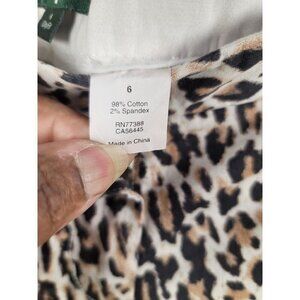 6
98% Cotton
2% Spandex
RN77388
CA56445
Made in China